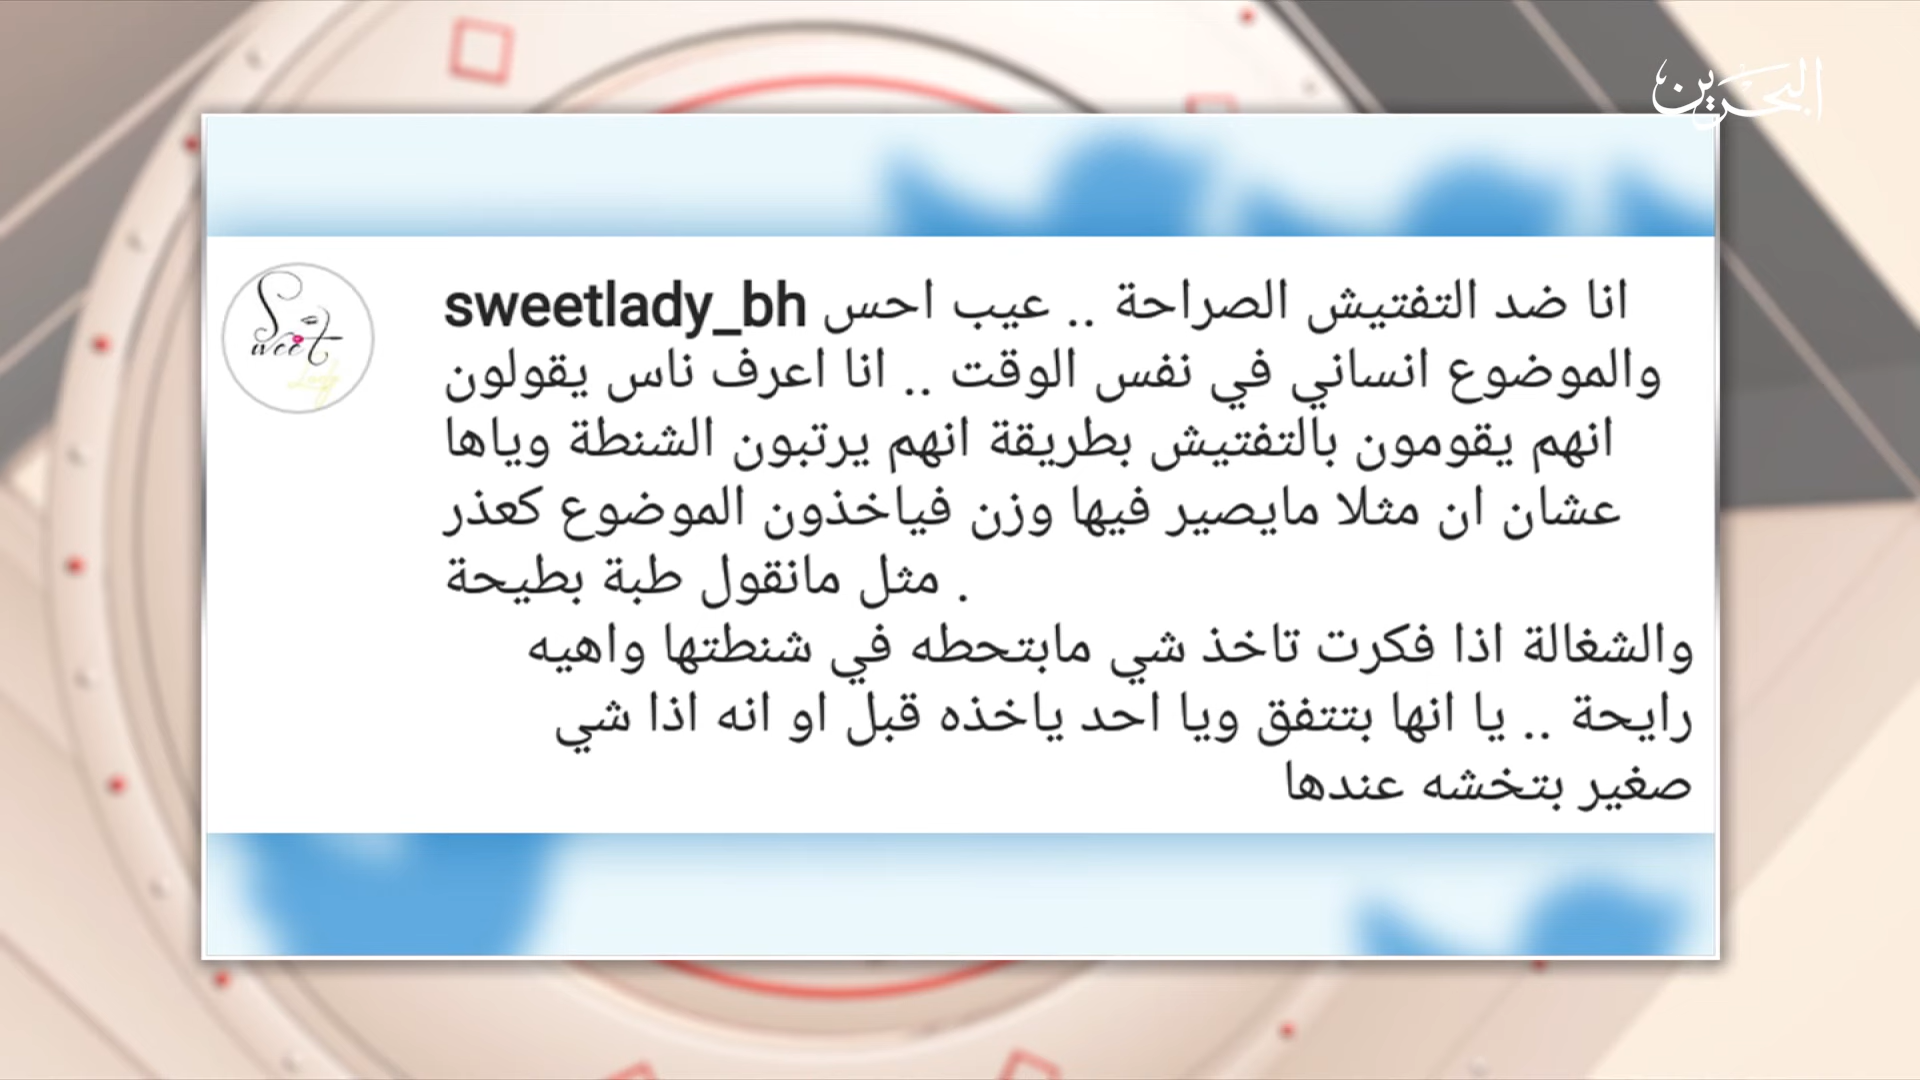 البحرين
sweetlady_bh انا ضد التفتيش الصراحة .. عيب احس
والموضوع انساني في نفس الوقت .. انا اعرف ناس يقولون
انهم يقومون بالتفتيش بطريقة انهم يرتبون الشنطة وياها
عشان ان مثلا مايصير فيها وزن فياخذون الموضوع كعذر
مثل مانقول طبة بطيحة .
والشغالة اذا فكرت تاخذ شي مابتحطه في شنطتها واهيه
رايحة .. يا انها بتتفق ويا احد ياخذه قبل او انه اذا شي
صغير بتخشه عندها
Sweet
Lady